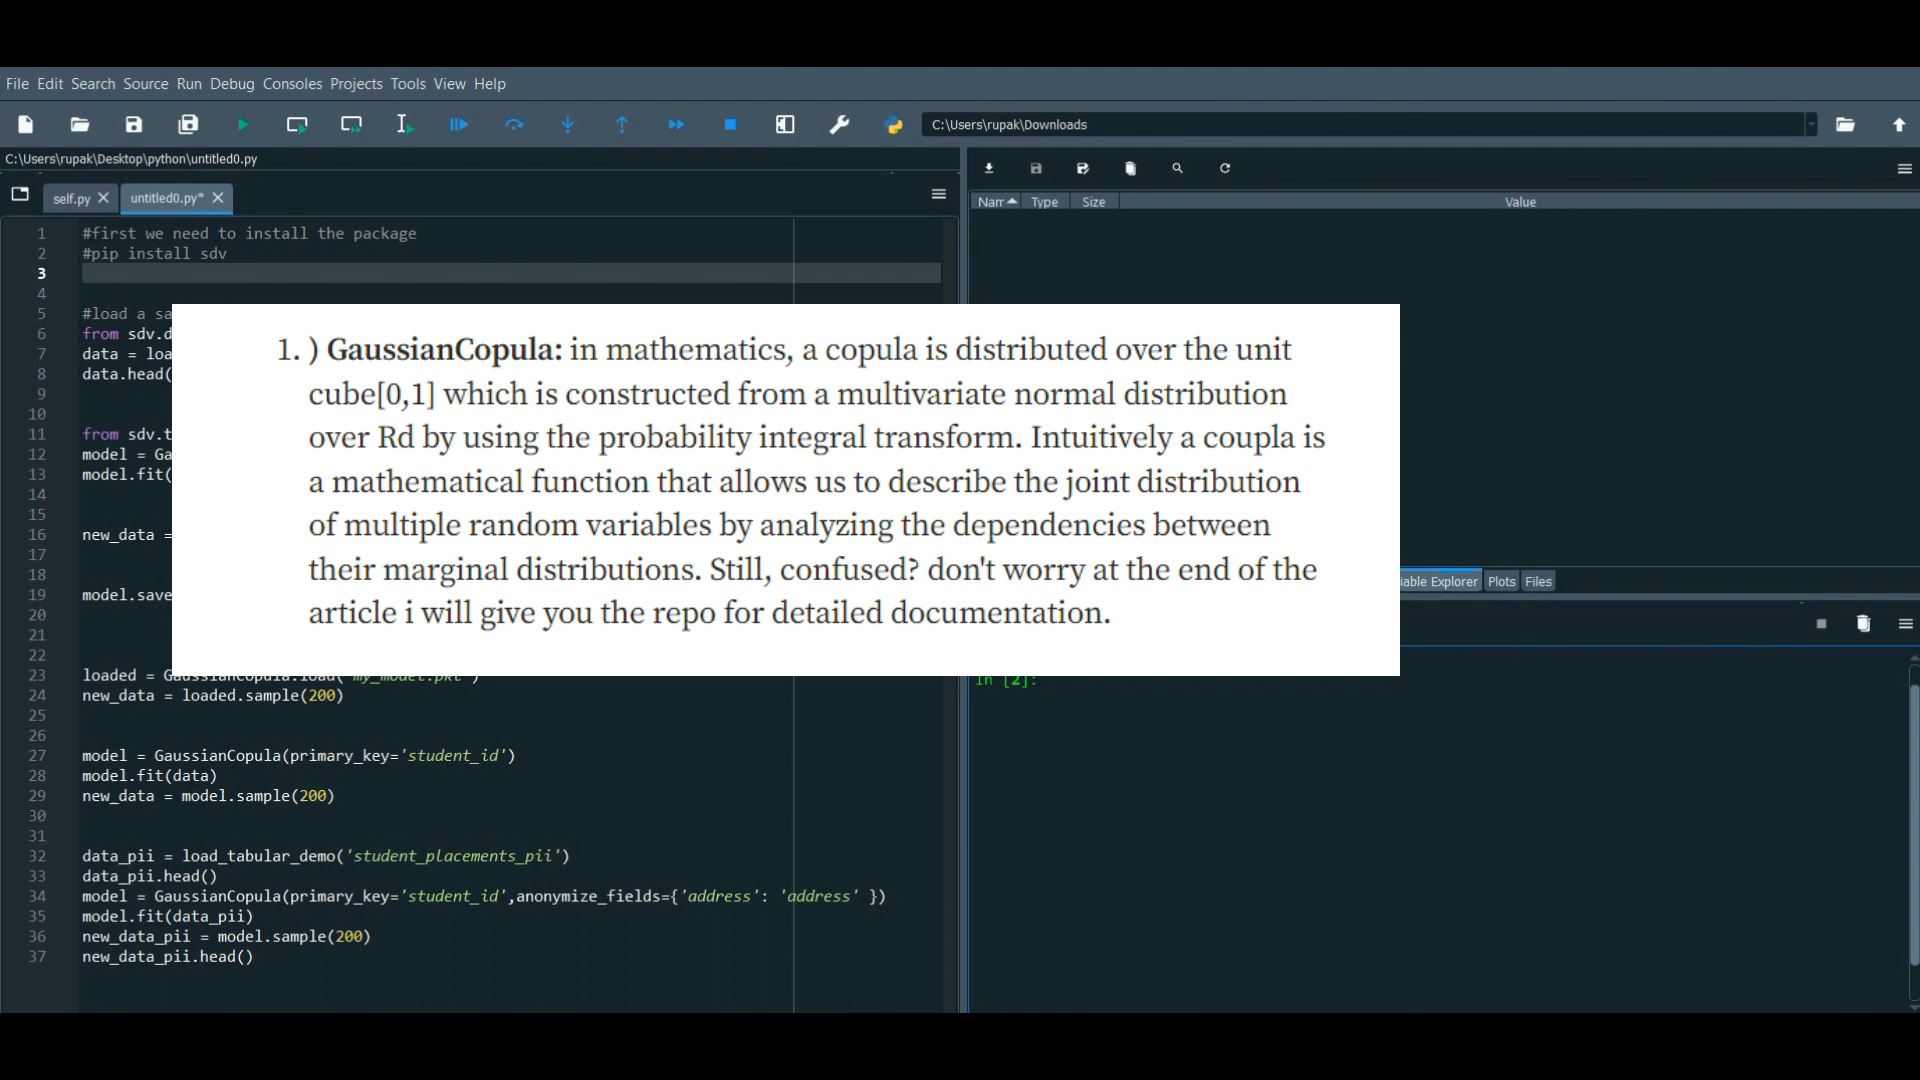 File Edit Search Source Run Debug Consoles Projects Tools View Help
C:\Users\rupak\Downloads
C:\Users\rupak\Desktop\python\untitled0.py
self.py
untitled0.py*
Type
Size
Value
1 #first we need to install the package
2 #pip install sdv
3
4
5 #load a sa
6 from sdv.d
7 data = loa
8 data.head(
9
10
11 from sdv.t
12 model = Ga
13 model.fit(
14
15
16 new_data =
17
18
19 model.save
20
21
22
23 loaded = GaussianCopula.load('my_model.pkl')
24 new_data = loaded.sample(200)
25
26
27 model = GaussianCopula(primary_key='student_id')
28 model.fit(data)
29 new_data = model.sample(200)
30
31
32 data_pii = load_tabular_demo('student_placements_pii')
33 data_pii.head()
34 model = GaussianCopula(primary_key='student_id',anonymize_fields={'address': 'address' })
35 model.fit(data_pii)
36 new_data_pii = model.sample(200)
37 new_data_pii.head()
1. ) GaussianCopula: in mathematics, a copula is distributed over the unit
cube[0,1] which is constructed from a multivariate normal distribution
over Rd by using the probability integral transform. Intuitively a coupla is
a mathematical function that allows us to describe the joint distribution
of multiple random variables by analyzing the dependencies between
their marginal distributions. Still, confused? don't worry at the end of the
article i will give you the repo for detailed documentation.
iable Explorer Plots Files
In [2]: